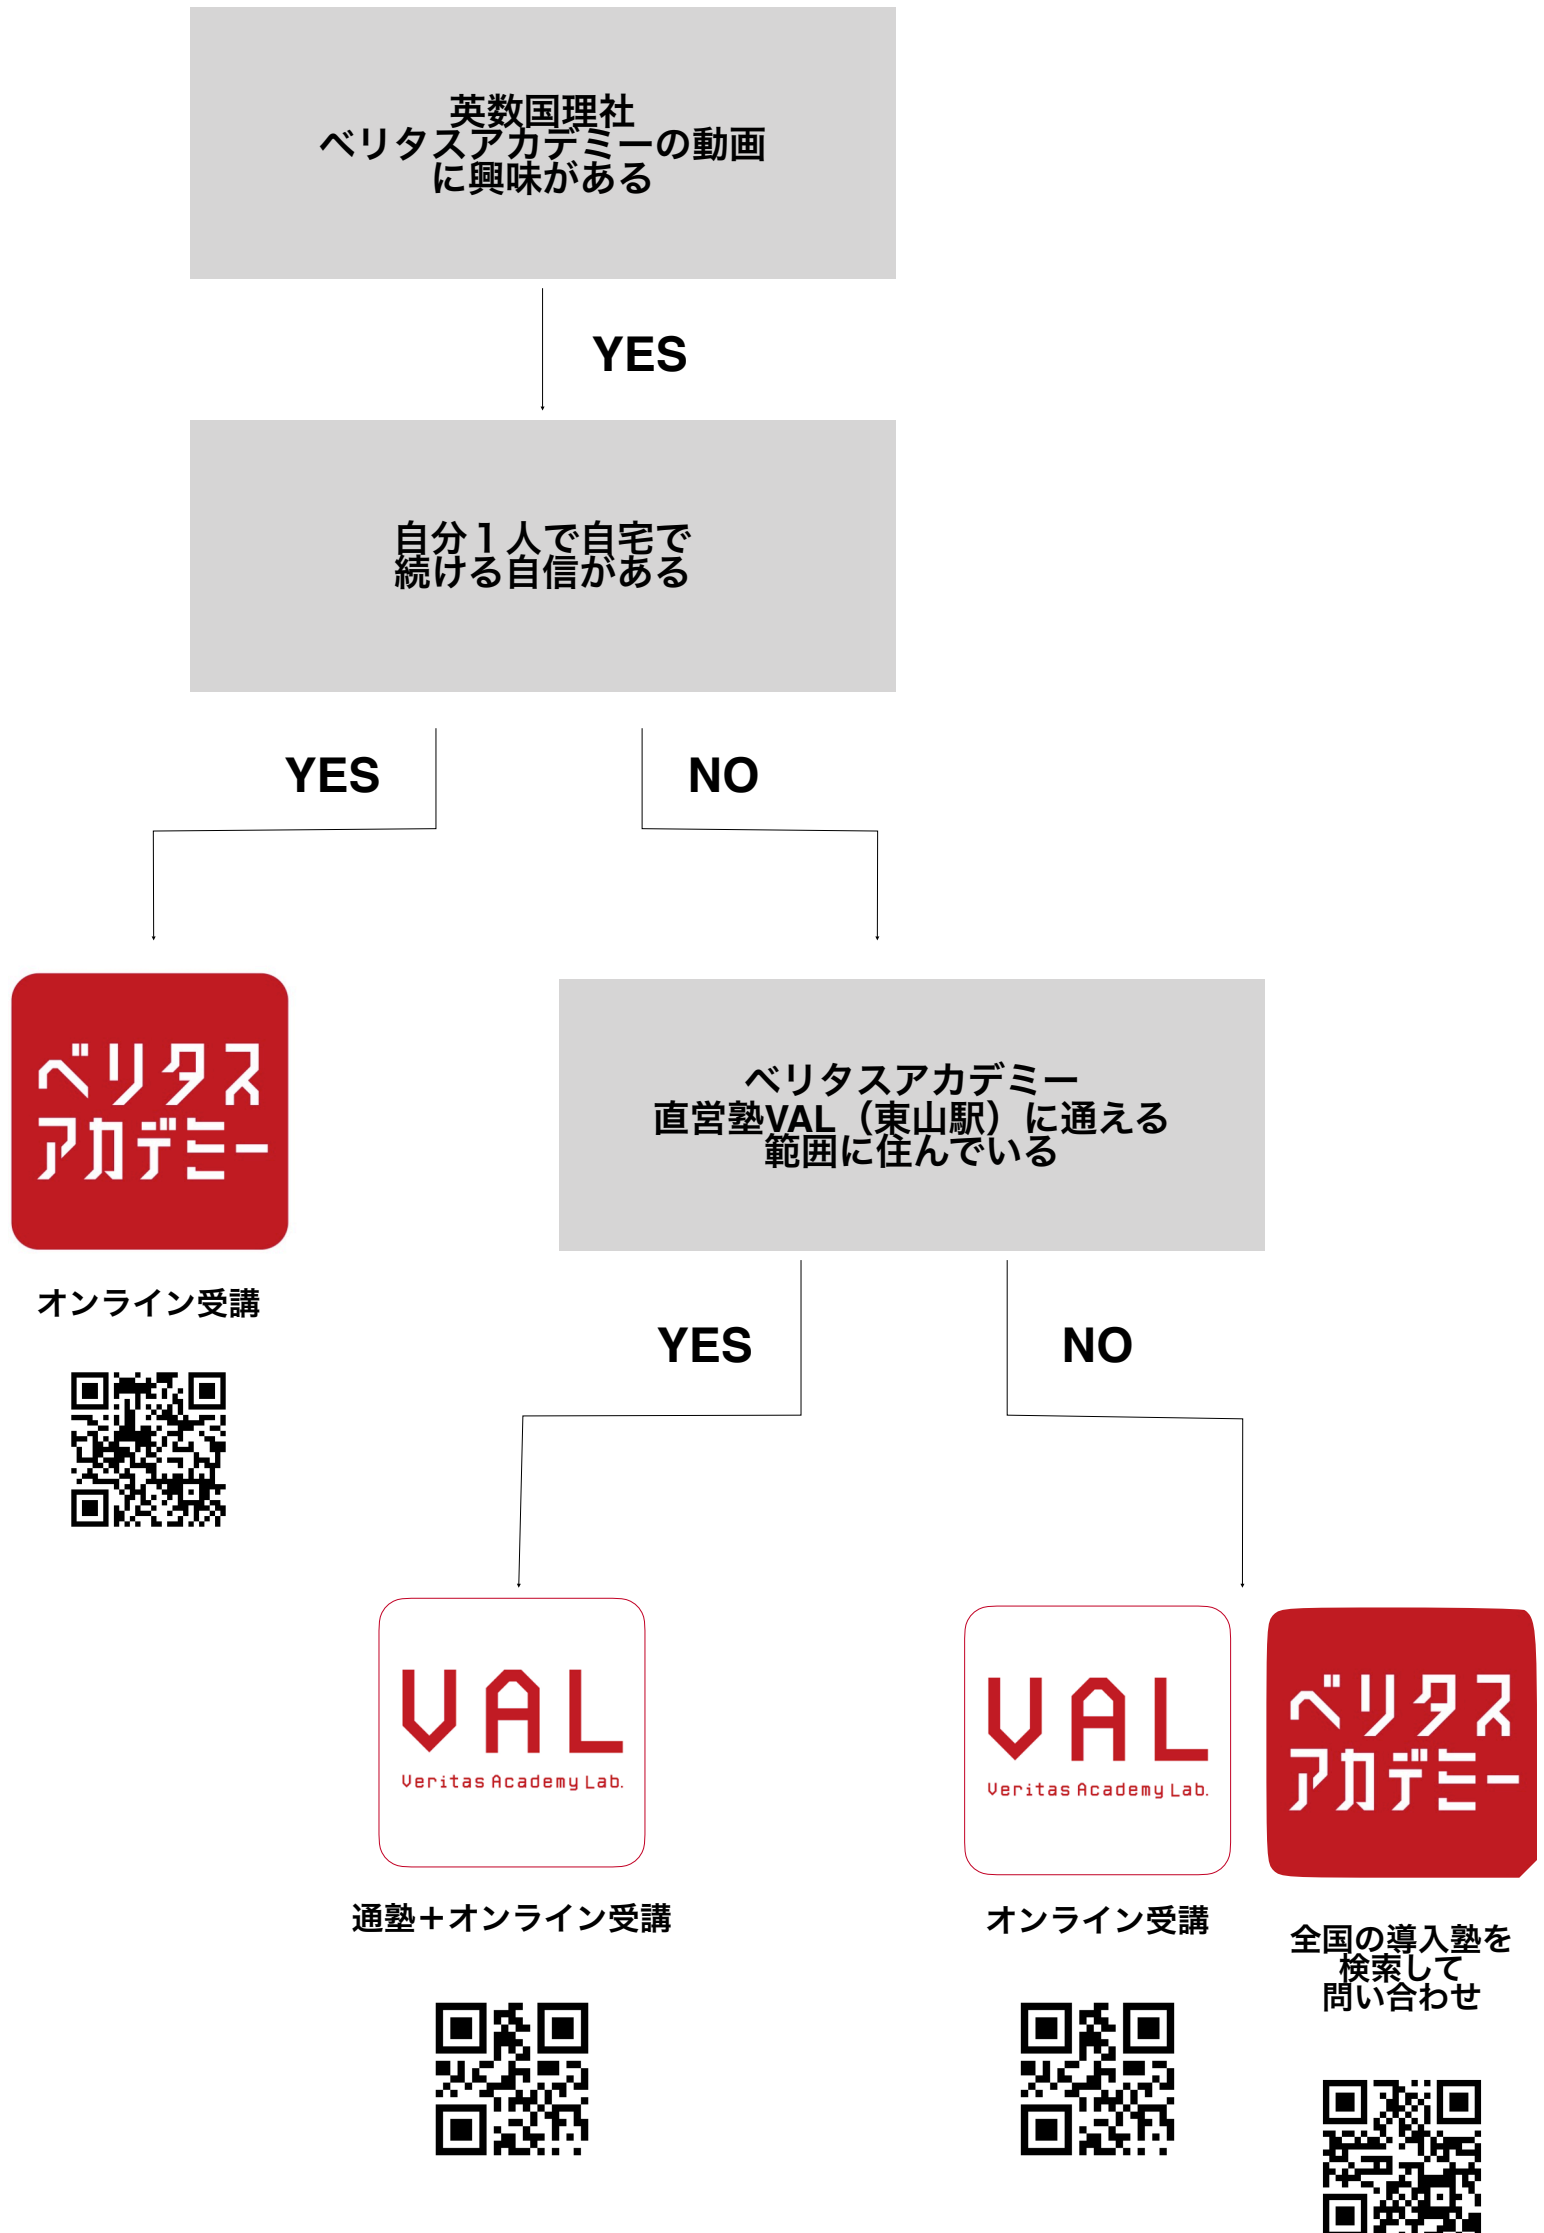 英数国理社
ベリタスアカデミーの動画
に興味がある
YES
自分１人で自宅で
続ける自信がある
YES
NO
ベリタス
アカデミー
オンライン受講
ベリタスアカデミー
直営塾VAL（東山駅）に通える
範囲に住んでいる
YES
NO
VAL
Veritas Academy Lab.
通塾＋オンライン受講
VAL
Veritas Academy Lab.
オンライン受講
ベリタス
アカデミー
全国の導入塾を
検索して
問い合わせ